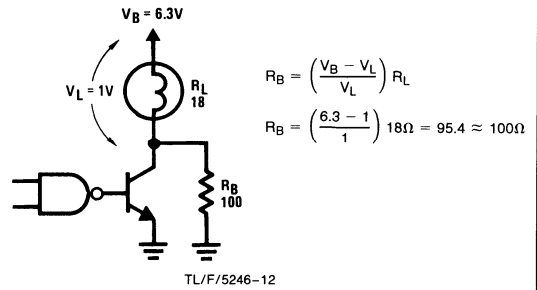 V_B = 6.3V
V_L = 1V
R_L
18
R_B = ( (V_B − V_L) / V_L ) R_L
R_B = ( (6.3 − 1) / 1 ) 18Ω = 95.4 ≈ 100Ω
R_B
100
TL/F/5246–12